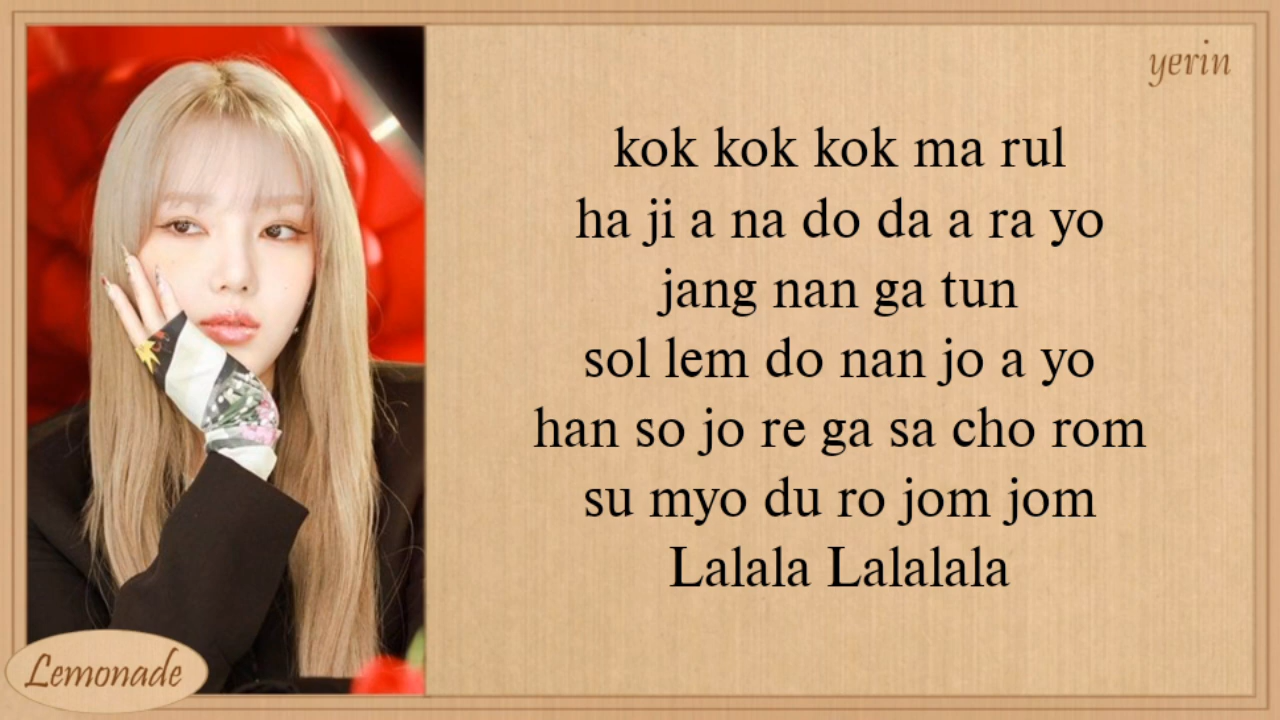 yerin
kok kok kok ma rul
ha ji a na do da a ra yo
jang nan ga tun
sol lem do nan jo a yo
han so jo re ga sa cho rom
su myo du ro jom jom
Lalala Lalalala
Lemonade